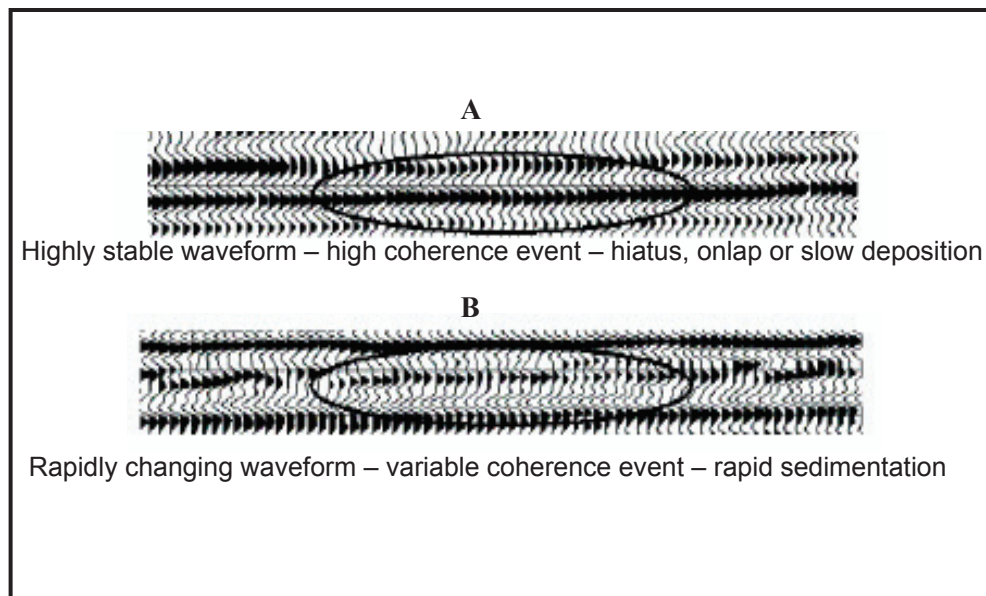 A
Highly stable waveform – high coherence event – hiatus, onlap or slow deposition
B
Rapidly changing waveform – variable coherence event – rapid sedimentation